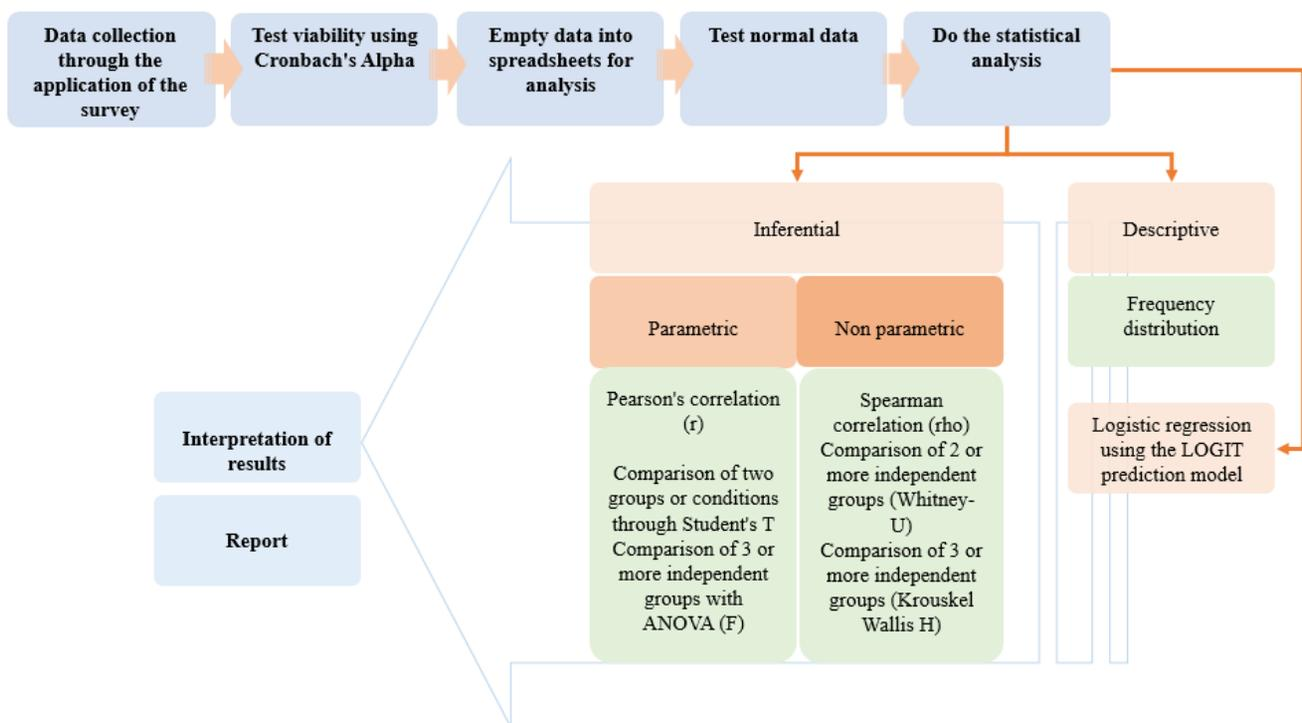 Data collection
through the
application of the
survey
Test viability using
Cronbach's Alpha
Empty data into
spreadsheets for
analysis
Test normal data
Do the statistical
analysis
Inferential
Descriptive
Parametric
Non parametric
Frequency
distribution
Pearson's correlation
(r)
Comparison of two
groups or conditions
through Student's T
Comparison of 3 or
more independent
groups with
ANOVA (F)
Spearman
correlation (rho)
Comparison of 2 or
more independent
groups (Whitney-
U)
Comparison of 3 or
more independent
groups (Krouskel
Wallis H)
Logistic regression
using the LOGIT
prediction model
Interpretation of
results
Report